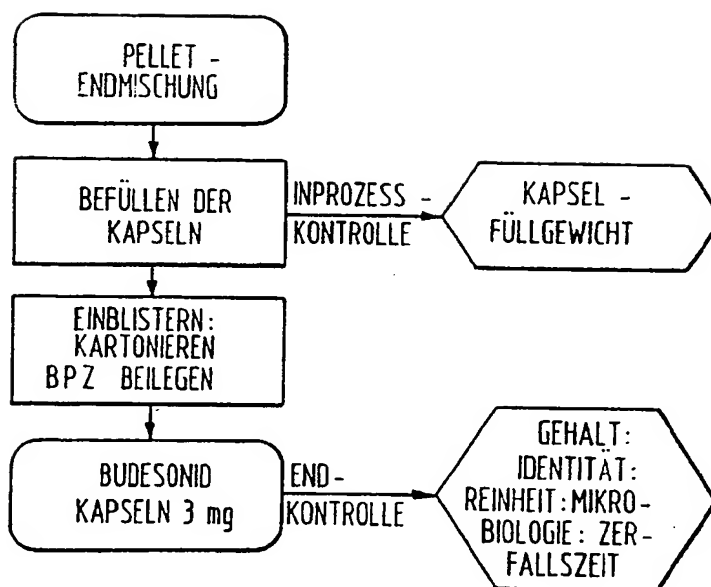 PELLET -
ENDMISCHUNG
BEFÜLLEN DER
KAPSELN
INPROZESS -
KONTROLLE
KAPSEL -
FÜLLGEWICHT
EINBLISTERN:
KARTONIEREN
BPZ BEILEGEN
BUDESONID
KAPSELN 3 mg
END-
KONTROLLE
GEHALT:
IDENTITÄT:
REINHEIT:MIKRO-
BIOLOGIE: ZER-
FALLSZEIT